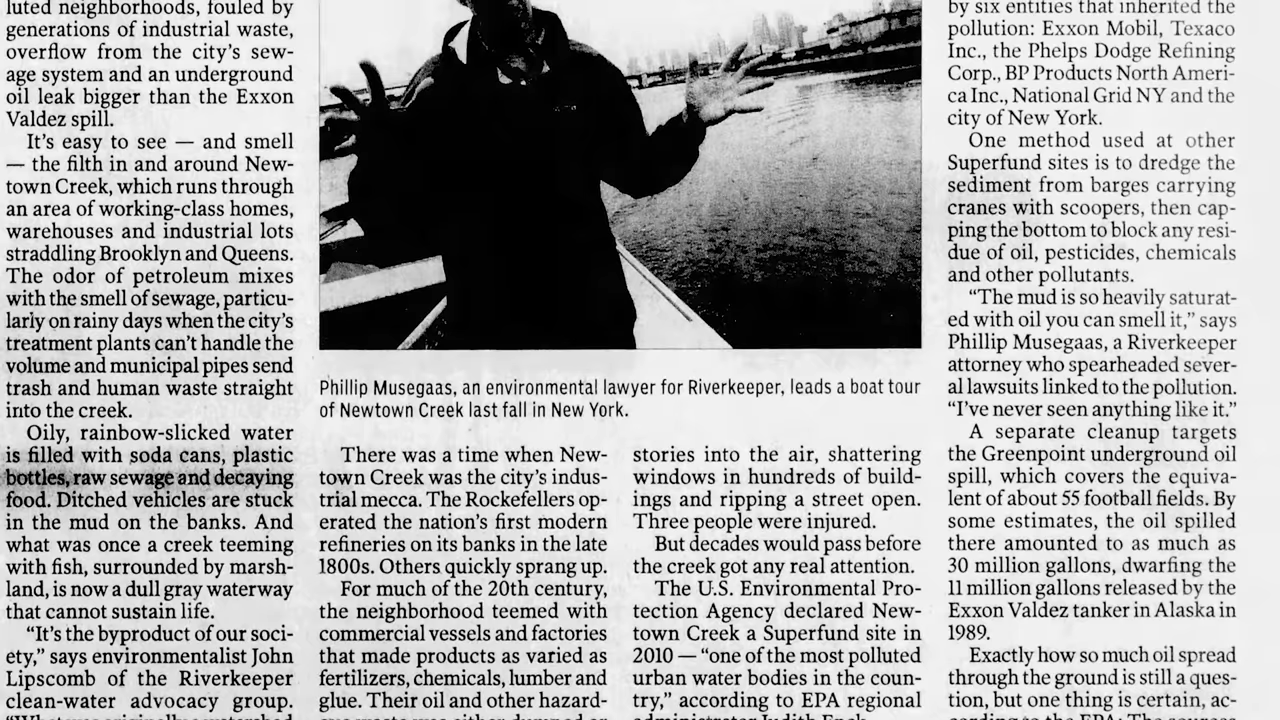 luted neighborhoods, fouled by
generations of industrial waste,
overflow from the city's sew-
age system and an underground
oil leak bigger than the Exxon
Valdez spill.
It's easy to see — and smell
— the filth in and around New-
town Creek, which runs through
an area of working-class homes,
warehouses and industrial lots
straddling Brooklyn and Queens.
The odor of petroleum mixes
with the smell of sewage, particu-
larly on rainy days when the city's
treatment plants can't handle the
volume and municipal pipes send
trash and human waste straight
into the creek.
Oily, rainbow-slicked water
is filled with soda cans, plastic
bottles, raw sewage and decaying
food. Ditched vehicles are stuck
in the mud on the banks. And
what was once a creek teeming
with fish, surrounded by marsh-
land, is now a dull gray waterway
that cannot sustain life.
"It's the byproduct of our soci-
ety," says environmentalist John
Lipscomb of the Riverkeeper
clean-water advocacy group.
Phillip Musegaas, an environmental lawyer for Riverkeeper, leads a boat tour
of Newtown Creek last fall in New York.
There was a time when New-
town Creek was the city's indus-
trial mecca. The Rockefellers op-
erated the nation's first modern
refineries on its banks in the late
1800s. Others quickly sprang up.
For much of the 20th century,
the neighborhood teemed with
commercial vessels and factories
that made products as varied as
fertilizers, chemicals, lumber and
glue. Their oil and other hazard-
stories into the air, shattering
windows in hundreds of build-
ings and ripping a street open.
Three people were injured.
But decades would pass before
the creek got any real attention.
The U.S. Environmental Pro-
tection Agency declared New-
town Creek a Superfund site in
2010 — "one of the most polluted
urban water bodies in the coun-
try," according to EPA regional
by six entities that inherited the
pollution: Exxon Mobil, Texaco
Inc., the Phelps Dodge Refining
Corp., BP Products North Ameri-
ca Inc., National Grid NY and the
city of New York.
One method used at other
Superfund sites is to dredge the
sediment from barges carrying
cranes with scoopers, then cap-
ping the bottom to block any resi-
due of oil, pesticides, chemicals
and other pollutants.
"The mud is so heavily saturat-
ed with oil you can smell it," says
Phillip Musegaas, a Riverkeeper
attorney who spearheaded sever-
al lawsuits linked to the pollution.
"I've never seen anything like it."
A separate cleanup targets
the Greenpoint underground oil
spill, which covers the equiva-
lent of about 55 football fields. By
some estimates, the oil spilled
there amounted to as much as
30 million gallons, dwarfing the
11 million gallons released by the
Exxon Valdez tanker in Alaska in
1989.
Exactly how so much oil spread
through the ground is still a ques-
tion, but one thing is certain, ac-